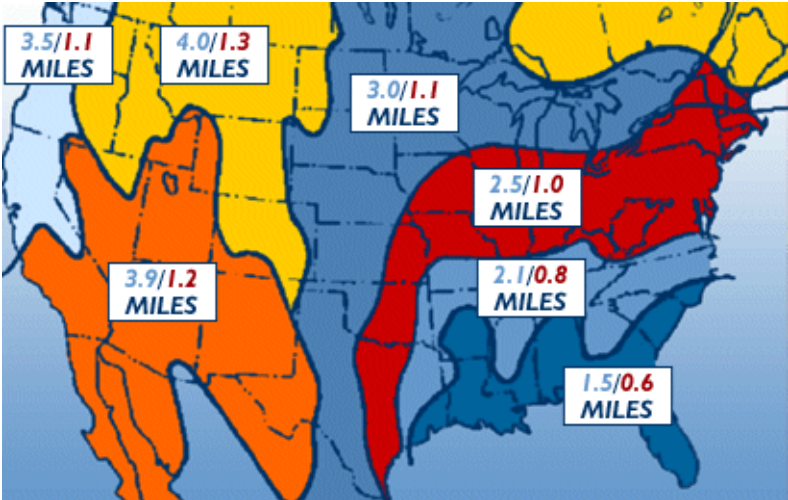 3.5/1.1
MILES
4.0/1.3
MILES
3.0/1.1
MILES
2.5/1.0
MILES
3.9/1.2
MILES
2.1/0.8
MILES
1.5/0.6
MILES